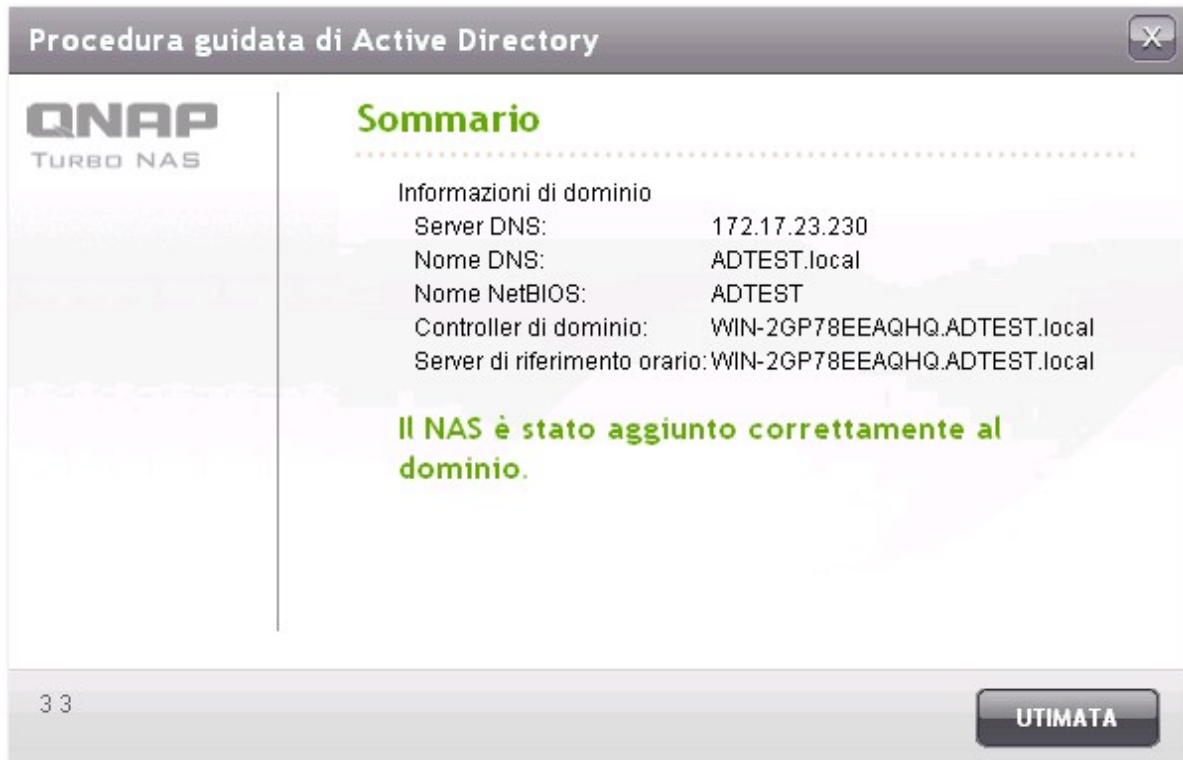 Procedura guidata di Active Directory
X
QNAP
TURBO NAS
Sommario
Informazioni di dominio
Server DNS: 172.17.23.230
Nome DNS: ADTEST.local
Nome NetBIOS: ADTEST
Controller di dominio: WIN-2GP78EEAQHQ.ADTEST.local
Server di riferimento orario: WIN-2GP78EEAQHQ.ADTEST.local
Il NAS è stato aggiunto correttamente al
dominio.
3 3
UTIMATA